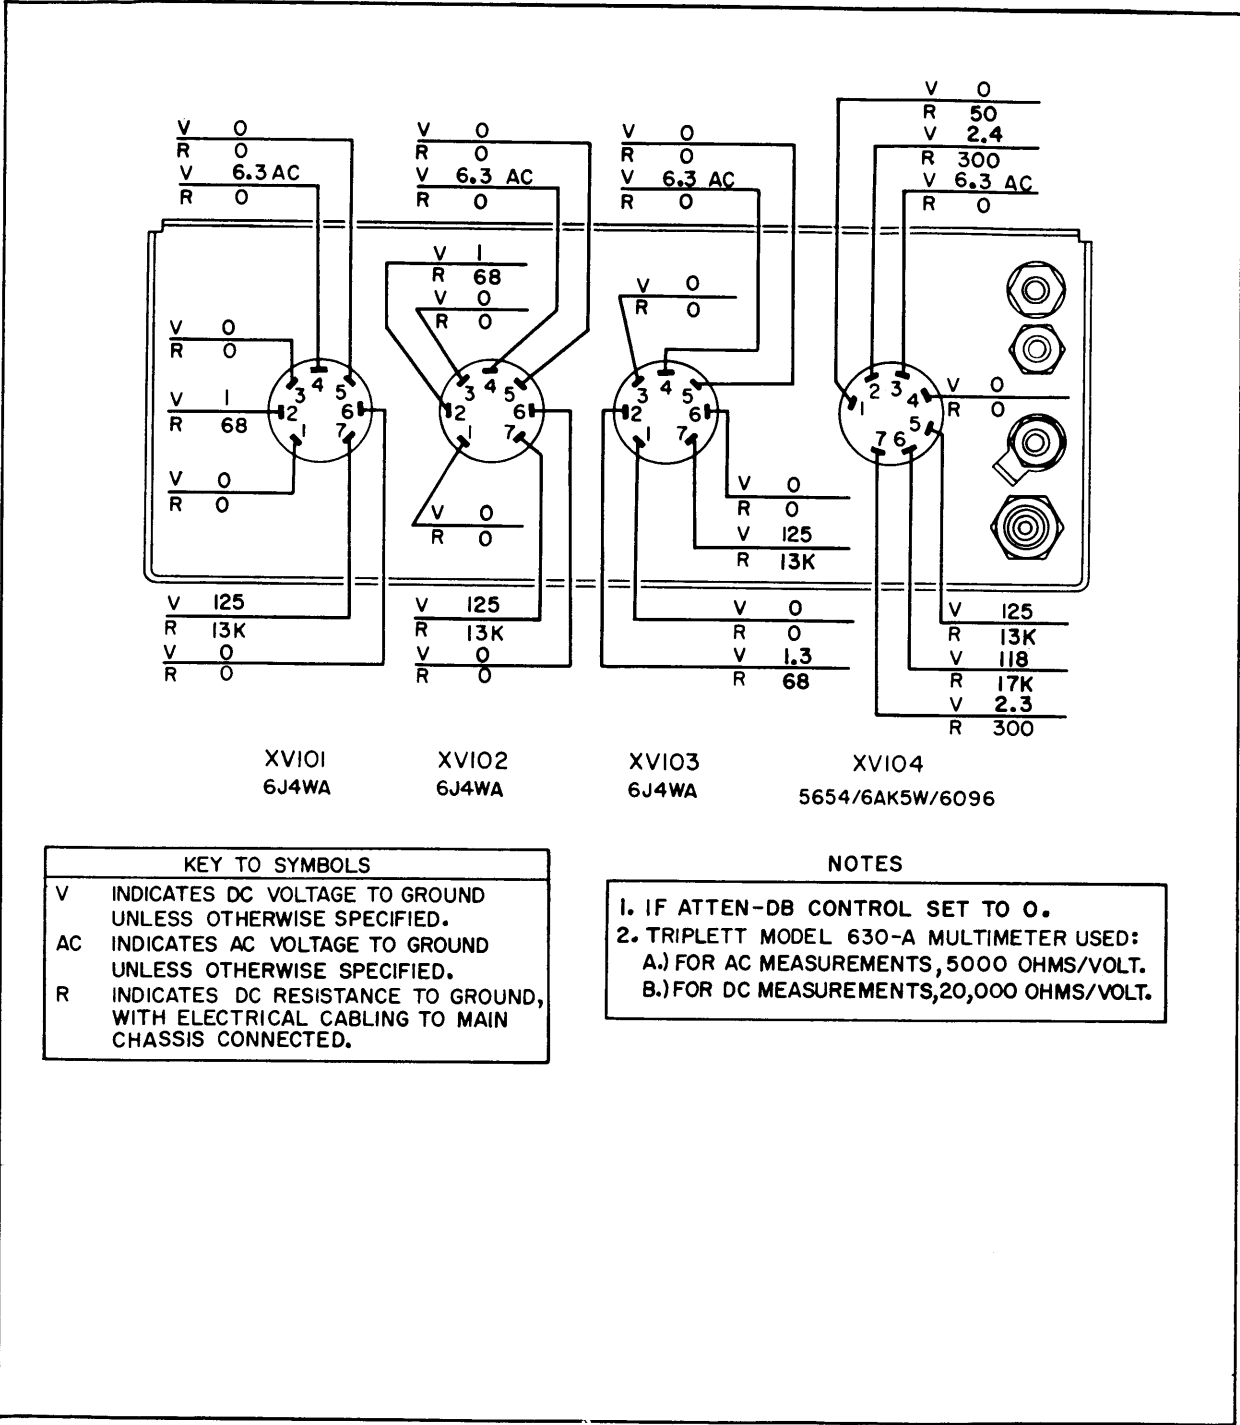 V 0
R 0
V 6.3 AC
R 0
V 0
R 0
V 6.3 AC
R 0
V 0
R 0
V 6.3 AC
R 0
V 0
R 50
V 2.4
R 300
V 6.3 AC
R 0
V 0
R 0
V 1
R 68
V 0
R 0
1 2 3 4 5 6 7
V 1
R 68
V 0
R 0
V 0
R 0
1 2 3 4 5 6 7
V 0
R 0
V 0
R 0
V 125
R 13K
1 2 3 4 5 6 7
V 0
R 0
1 2 3 4 5 6 7
V 125
R 13K
V 0
R 0
V 125
R 13K
V 0
R 0
V 0
R 0
V 1.3
R 68
V 125
R 13K
V 118
R 17K
V 2.3
R 300
XV101
6J4WA
XV102
6J4WA
XV103
6J4WA
XV104
5654/6AK5W/6096
KEY TO SYMBOLS
V INDICATES DC VOLTAGE TO GROUND
UNLESS OTHERWISE SPECIFIED.
AC INDICATES AC VOLTAGE TO GROUND
UNLESS OTHERWISE SPECIFIED.
R INDICATES DC RESISTANCE TO GROUND,
WITH ELECTRICAL CABLING TO MAIN
CHASSIS CONNECTED.
NOTES
1. IF ATTEN-DB CONTROL SET TO 0.
2. TRIPLETT MODEL 630-A MULTIMETER USED:
A.) FOR AC MEASUREMENTS, 5000 OHMS/VOLT.
B.) FOR DC MEASUREMENTS, 20,000 OHMS/VOLT.